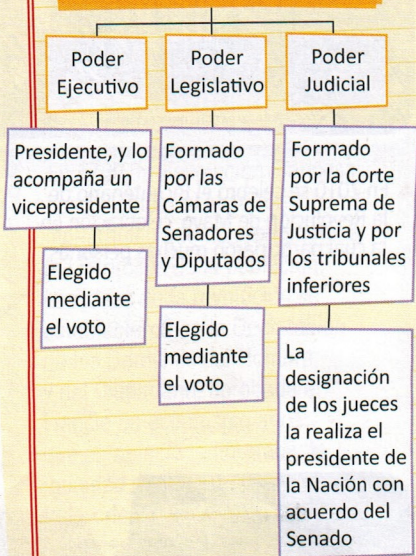 Poder
Ejecutivo
Poder
Legislativo
Poder
Judicial
Presidente, y lo
acompaña un
vicepresidente
Formado
por las
Cámaras de
Senadores
y Diputados
Formado
por la Corte
Suprema de
Justicia y por
los tribunales
inferiores
Elegido
mediante
el voto
Elegido
mediante
el voto
La
designación
de los jueces
la realiza el
presidente de
la Nación con
acuerdo del
Senado